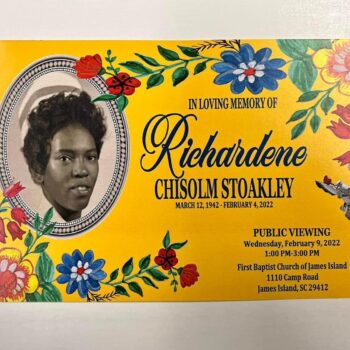 IN LOVING MEMORY OF
Richardene
CHISOLM STOAKLEY
MARCH 12, 1942 - FEBRUARY 4, 2022
PUBLIC VIEWING
Wednesday, February 9, 2022
1:00 PM-3:00 PM
First Baptist Church of James Island
1110 Camp Road
James Island, SC 29412